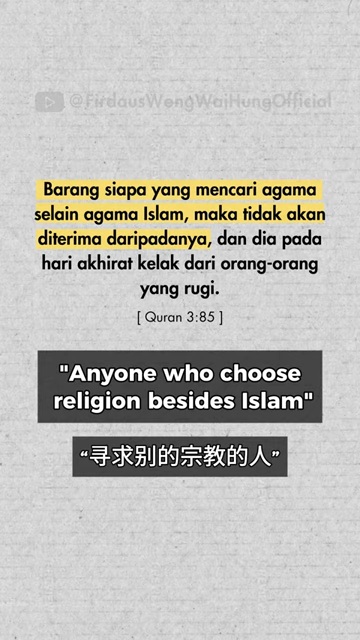 @FirdausWongWaiHungOfficial
Barang siapa yang mencari agama
selain agama Islam, maka tidak akan
diterima daripadanya, dan dia pada
hari akhirat kelak dari orang-orang
yang rugi.
[ Quran 3:85 ]
"Anyone who choose
religion besides Islam"
“寻求别的宗教的人”